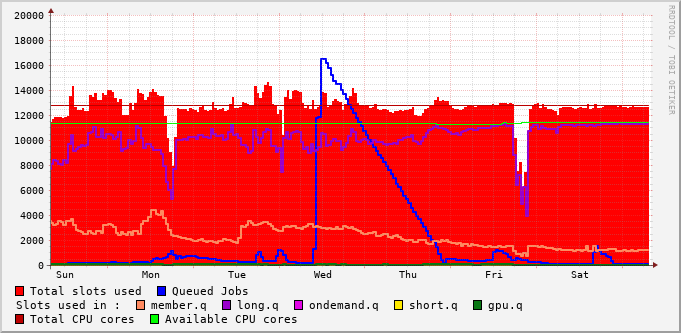 20000
18000
16000
14000
12000
10000
8000
6000
4000
2000
0
Sun Mon Tue Wed Thu Fri Sat
Total slots used Queued Jobs
Slots used in : member.q long.q ondemand.q short.q gpu.q
Total CPU cores Available CPU cores
RRDTOOL / TOBI OETIKER